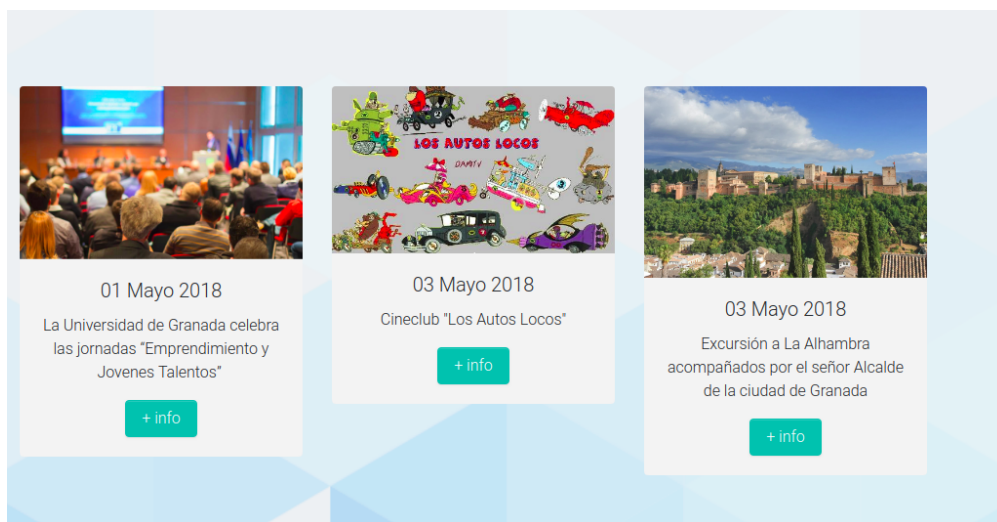 01 Mayo 2018
La Universidad de Granada celebra
las jornadas “Emprendimiento y
Jovenes Talentos”
+ info
LOS AUTOS LOCOS
03 Mayo 2018
Cineclub "Los Autos Locos"
+ info
03 Mayo 2018
Excursión a La Alhambra
acompañados por el señor Alcalde
de la ciudad de Granada
+ info